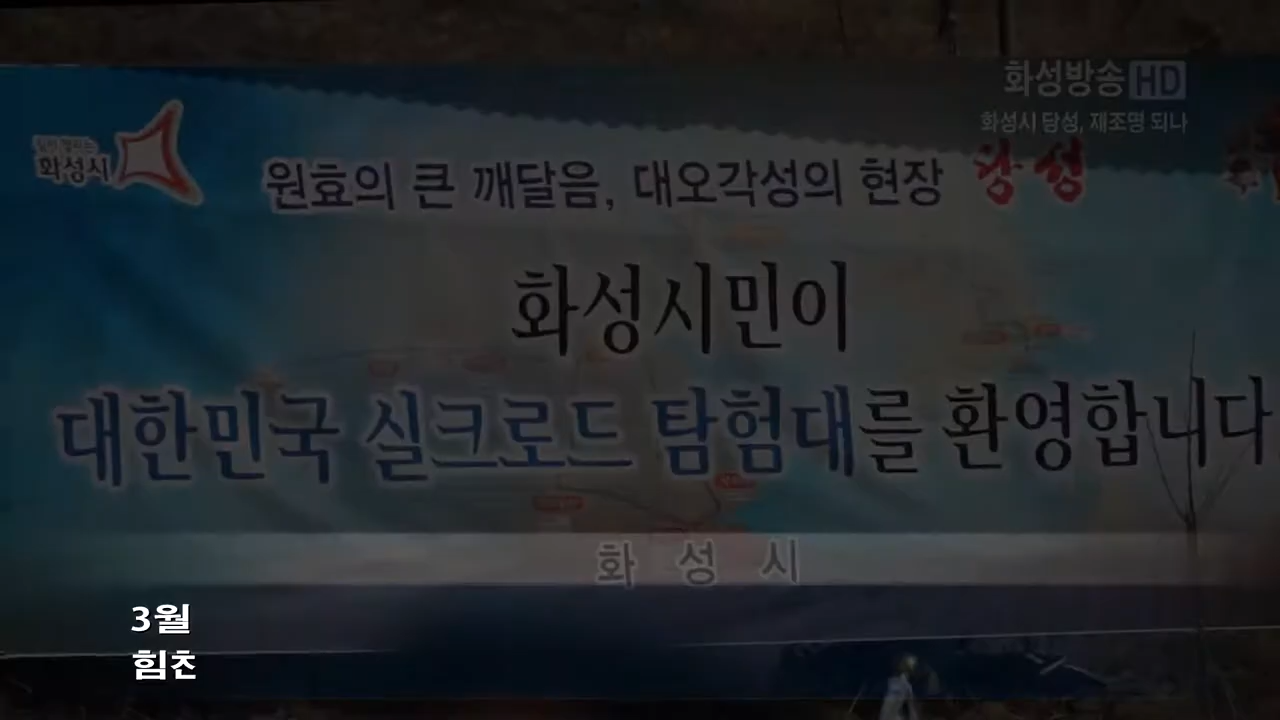 화성방송 HD
화성시 당성, 재조명 되나
화성시
원효의 큰 깨달음, 대오각성의 현장 당성
화성시민이
대한민국 실크로드 탐험대를 환영합니다
화 성 시
3월
힘찬